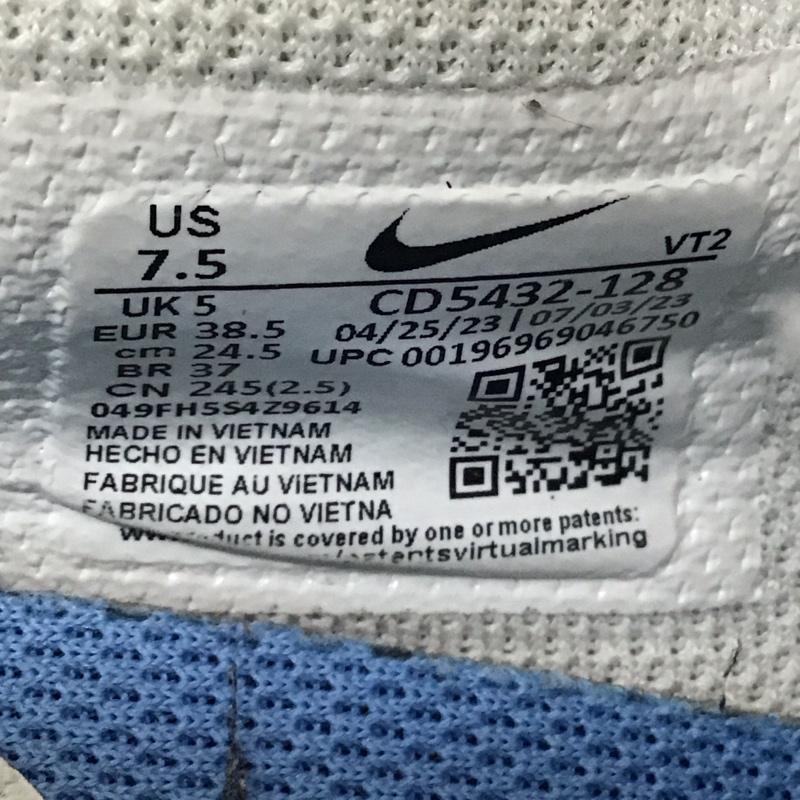 US
7.5
VT2
UK 5
EUR 38.5
cm 24.5
BR 37
CN 245(2.5)
CD5432-128
04/25/23 | 07/03/23
UPC 00196969046750
049FH5S4Z9614
MADE IN VIETNAM
HECHO EN VIETNAM
FABRIQUE AU VIETNAM
FABRICADO NO VIETNA
is covered by one or more patents: